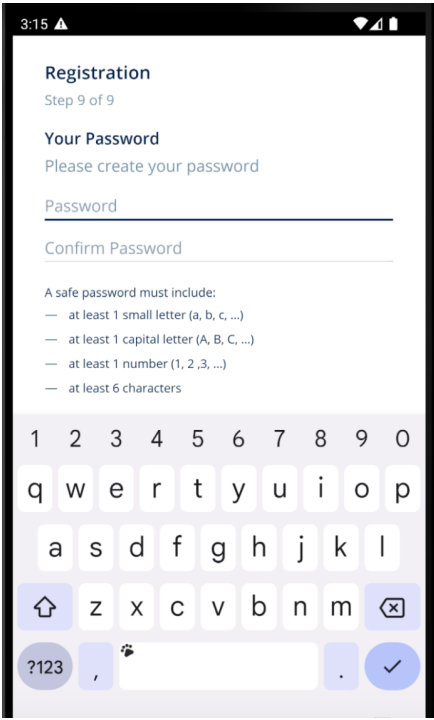 3:15
Registration
Step 9 of 9
Your Password
Please create your password
Password
Confirm Password
A safe password must include:
— at least 1 small letter (a, b, c, ...)
— at least 1 capital letter (A, B, C, ...)
— at least 1 number (1, 2 ,3, ...)
— at least 6 characters
1 2 3 4 5 6 7 8 9 0
q w e r t y u i o p
a s d f g h j k l
z x c v b n m
?123 , .